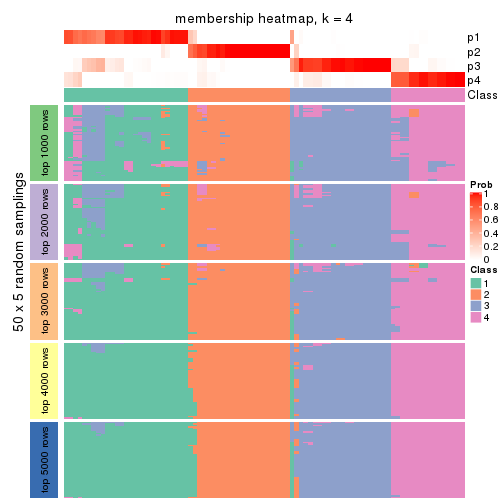 membership heatmap, k = 4
p1
p2
p3
p4
Class
50 x 5 random samplings
top 1000 rows
top 2000 rows
top 3000 rows
top 4000 rows
top 5000 rows
Prob
1
0.8
0.6
0.4
0.2
0
Class
1
2
3
4